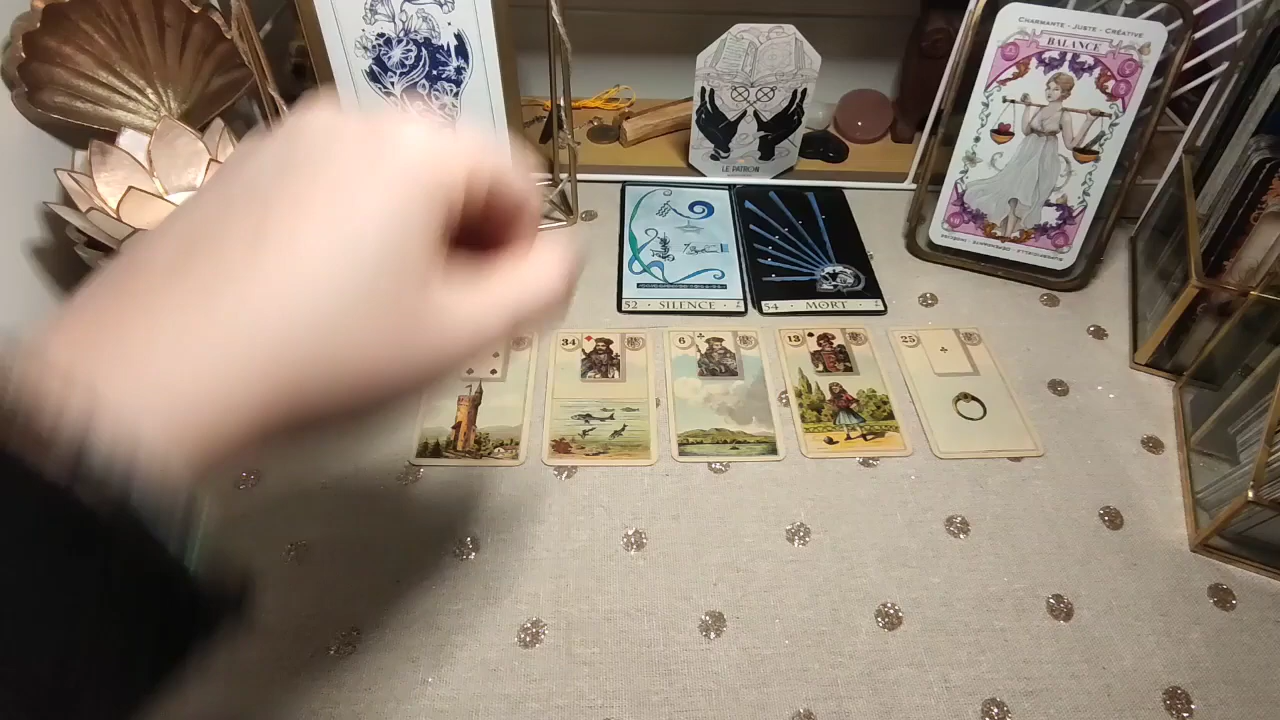 CHARMANTE - JUSTE - CRÉATIVE
BALANCE
LE PATRON
52 · SILENCE ·
54 · MORT ·
34
6
13
25